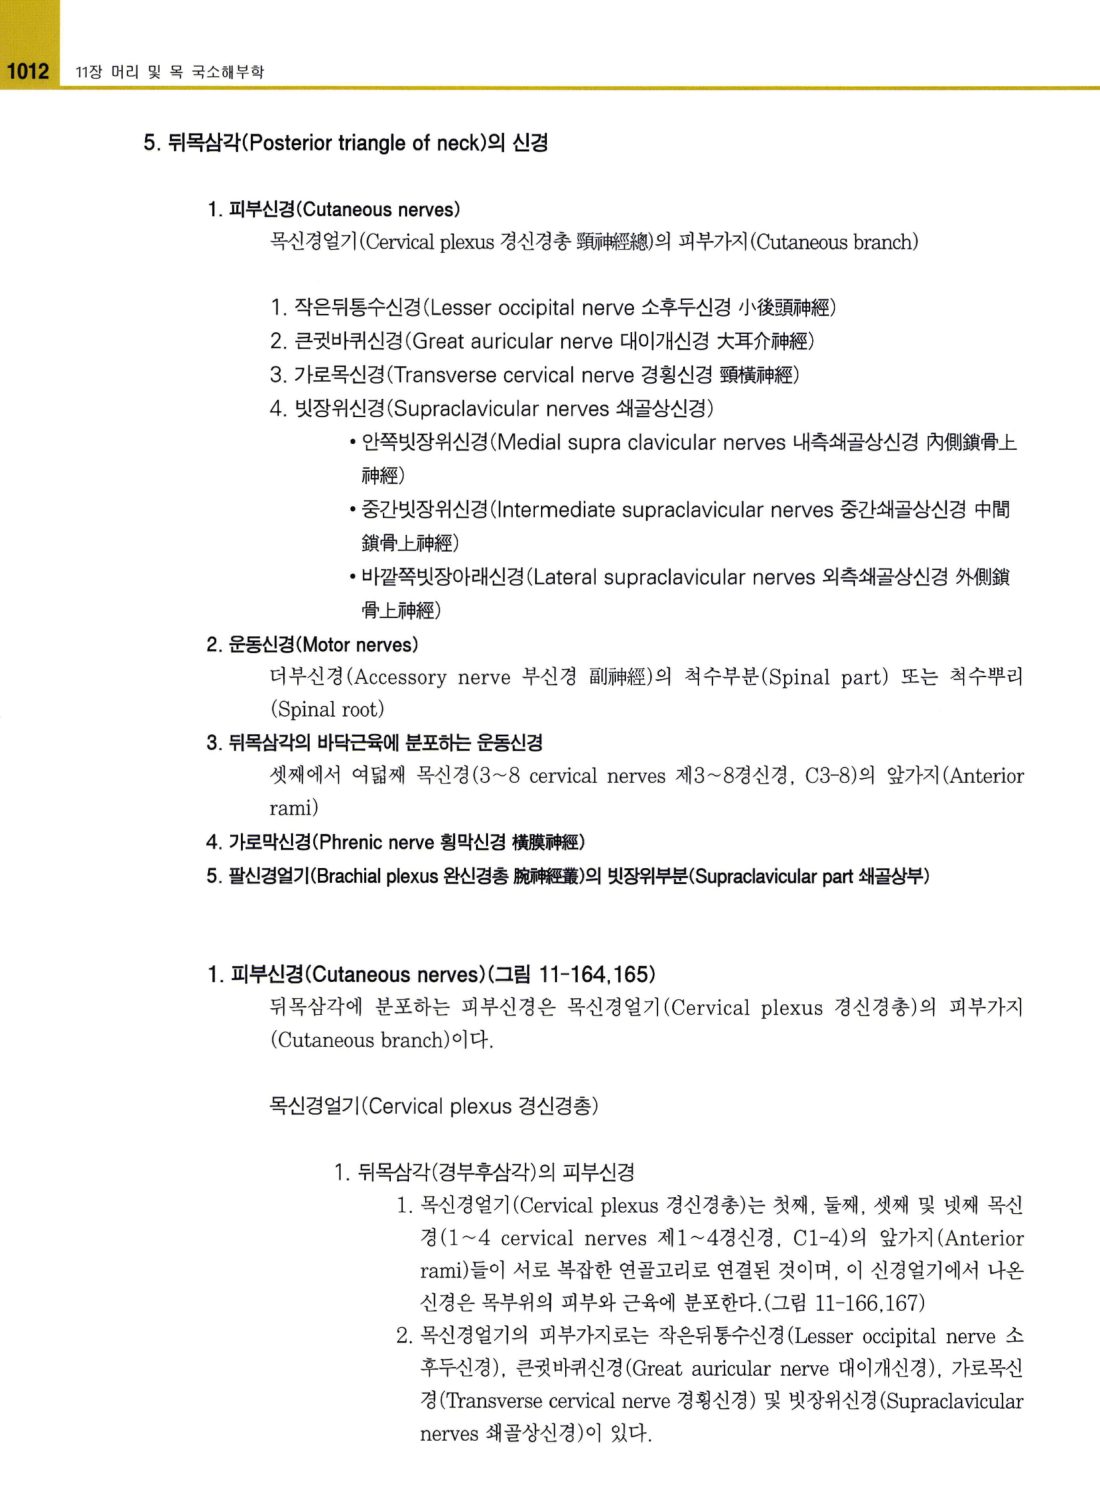 1012 11장 머리 및 목 국소해부학
5. 뒤목삼각(Posterior triangle of neck)의 신경
1. 피부신경(Cutaneous nerves)
목신경얼기(Cervical plexus 경신경총 頸神經總)의 피부가지(Cutaneous branch)
1. 작은뒤통수신경(Lesser occipital nerve 소후두신경 小後頭神經)
2. 큰귓바퀴신경(Great auricular nerve 대이개신경 大耳介神經)
3. 가로목신경(Transverse cervical nerve 경횡신경 頸橫神經)
4. 빗장위신경(Supraclavicular nerves 쇄골상신경)
• 안쪽빗장위신경(Medial supra clavicular nerves 내측쇄골상신경 內側鎖骨上
神經)
• 중간빗장위신경(Intermediate supraclavicular nerves 중간쇄골상신경 中間
鎖骨上神經)
• 바깥쪽빗장아래신경(Lateral supraclavicular nerves 외측쇄골상신경 外側鎖
骨上神經)
2. 운동신경(Motor nerves)
더부신경(Accessory nerve 부신경 副神經)의 척수부분(Spinal part) 또는 척수뿌리
(Spinal root)
3. 뒤목삼각의 바닥근육에 분포하는 운동신경
셋째에서 여덟째 목신경(3~8 cervical nerves 제3~8경신경, C3-8)의 앞가지(Anterior
rami)
4. 가로막신경(Phrenic nerve 횡막신경 橫膜神經)
5. 팔신경얼기(Brachial plexus 완신경총 腕神經叢)의 빗장위부분(Supraclavicular part 쇄골상부)
1. 피부신경(Cutaneous nerves)(그림 11-164,165)
뒤목삼각에 분포하는 피부신경은 목신경얼기(Cervical plexus 경신경총)의 피부가지
(Cutaneous branch)이다.
목신경얼기(Cervical plexus 경신경총)
1. 뒤목삼각(경부후삼각)의 피부신경
1. 목신경얼기(Cervical plexus 경신경총)는 첫째, 둘째, 셋째 및 넷째 목신
경(1~4 cervical nerves 제1~4경신경, C1-4)의 앞가지(Anterior
rami)들이 서로 복잡한 연골고리로 연결된 것이며, 이 신경얼기에서 나온
신경은 목부위의 피부와 근육에 분포한다.(그림 11-166,167)
2. 목신경얼기의 피부가지로는 작은뒤통수신경(Lesser occipital nerve 소
후두신경), 큰귓바퀴신경(Great auricular nerve 대이개신경), 가로목신
경(Transverse cervical nerve 경횡신경) 및 빗장위신경(Supraclavicular
nerves 쇄골상신경)이 있다.